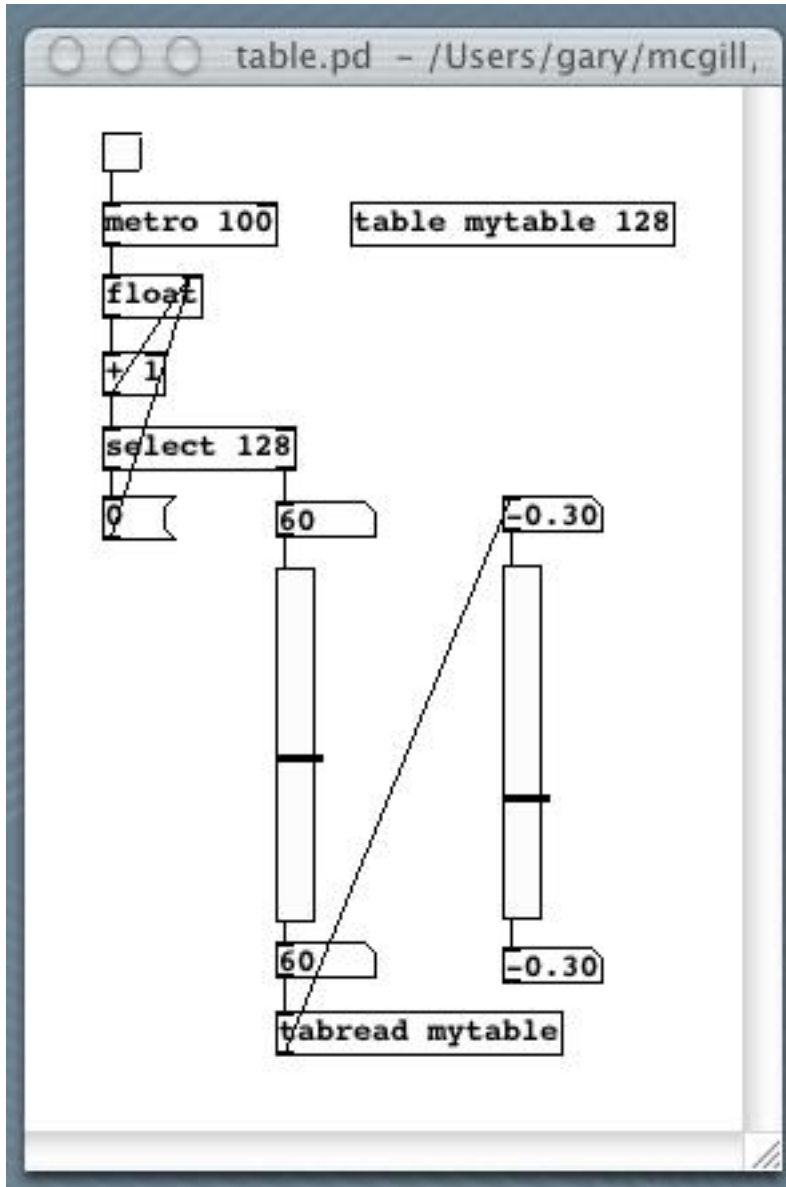 table.pd - /Users/gary/mcgill,
metro 100
table mytable 128
float
+ 1
select 128
0
60
-0.30
60
-0.30
tabread mytable